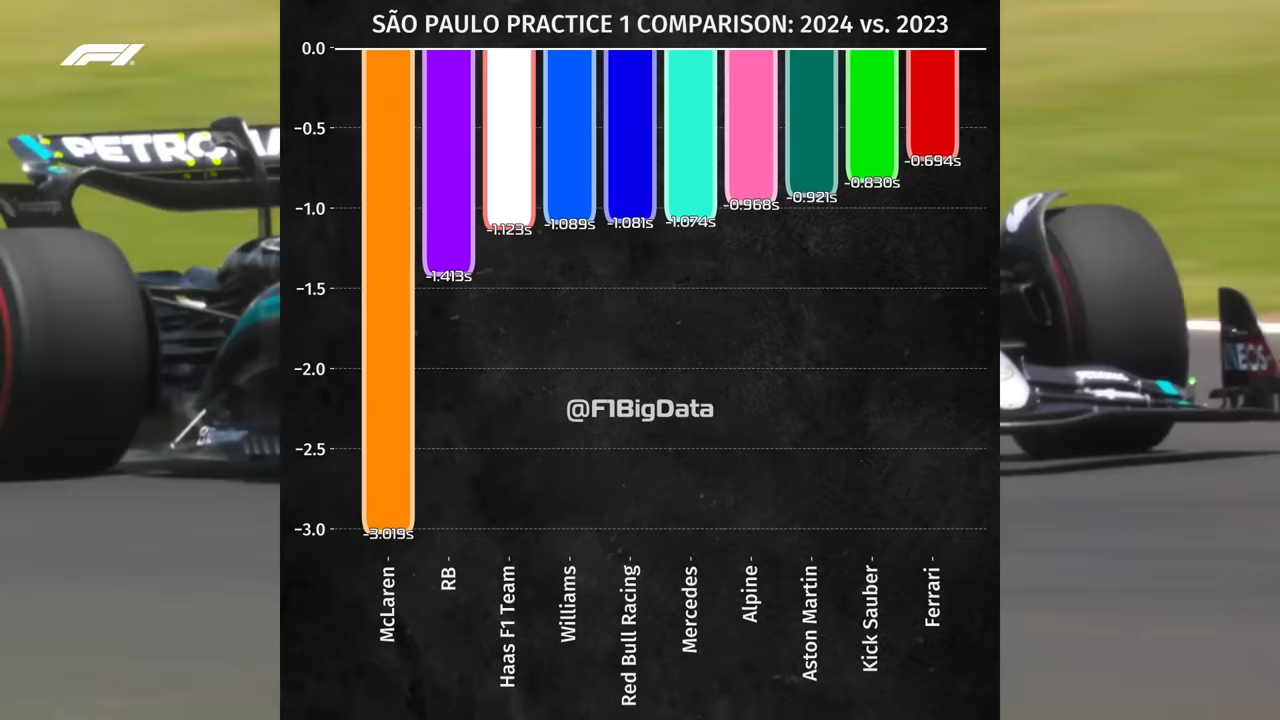 SÃO PAULO PRACTICE 1 COMPARISON: 2024 vs. 2023
F1
PETRO
INEOS
0.0
−0.5
−1.0
−1.5
−2.0
−2.5
−3.0
-3.019s
-1.413s
-1.123s
-1.089s
-1.081s
-1.074s
-0.968s
-0.921s
-0.830s
-0.694s
@F1BigData
McLaren
RB
Haas F1 Team
Williams
Red Bull Racing
Mercedes
Alpine
Aston Martin
Kick Sauber
Ferrari